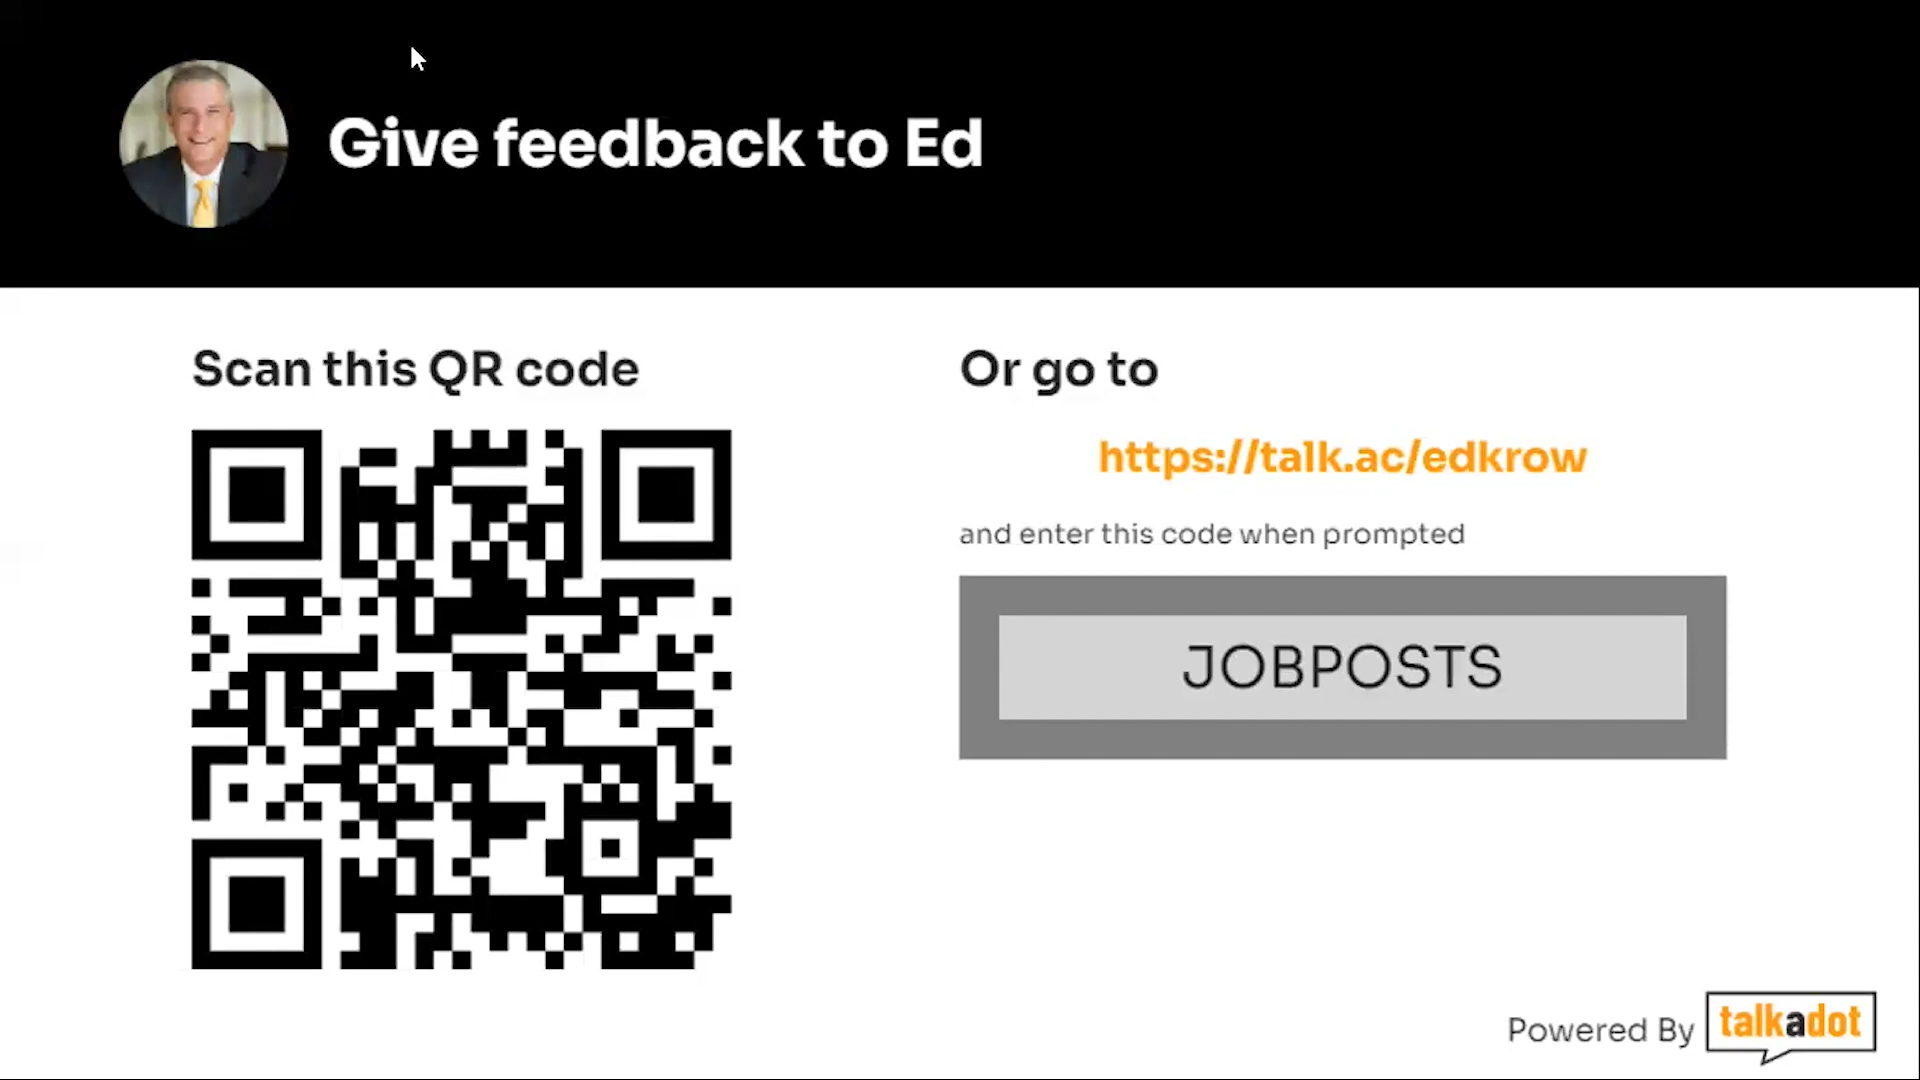 Give feedback to Ed
Scan this QR code
Or go to
https://talk.ac/edkrow
and enter this code when prompted
JOBPOSTS
Powered By talkadot